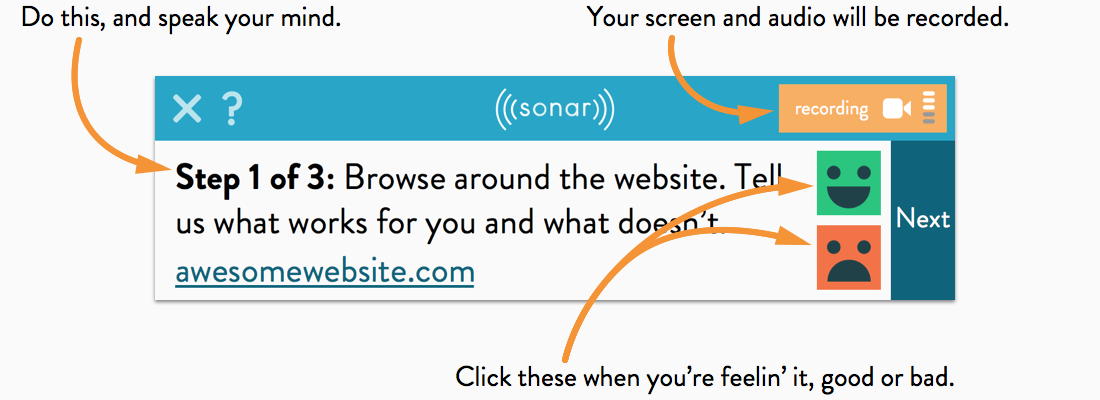 Do this, and speak your mind.
Your screen and audio will be recorded.
(((sonar)))
recording
Step 1 of 3: Browse around the website. Tell
us what works for you and what doesn't.
awesomewebsite.com
Next
Click these when you’re feelin’ it, good or bad.